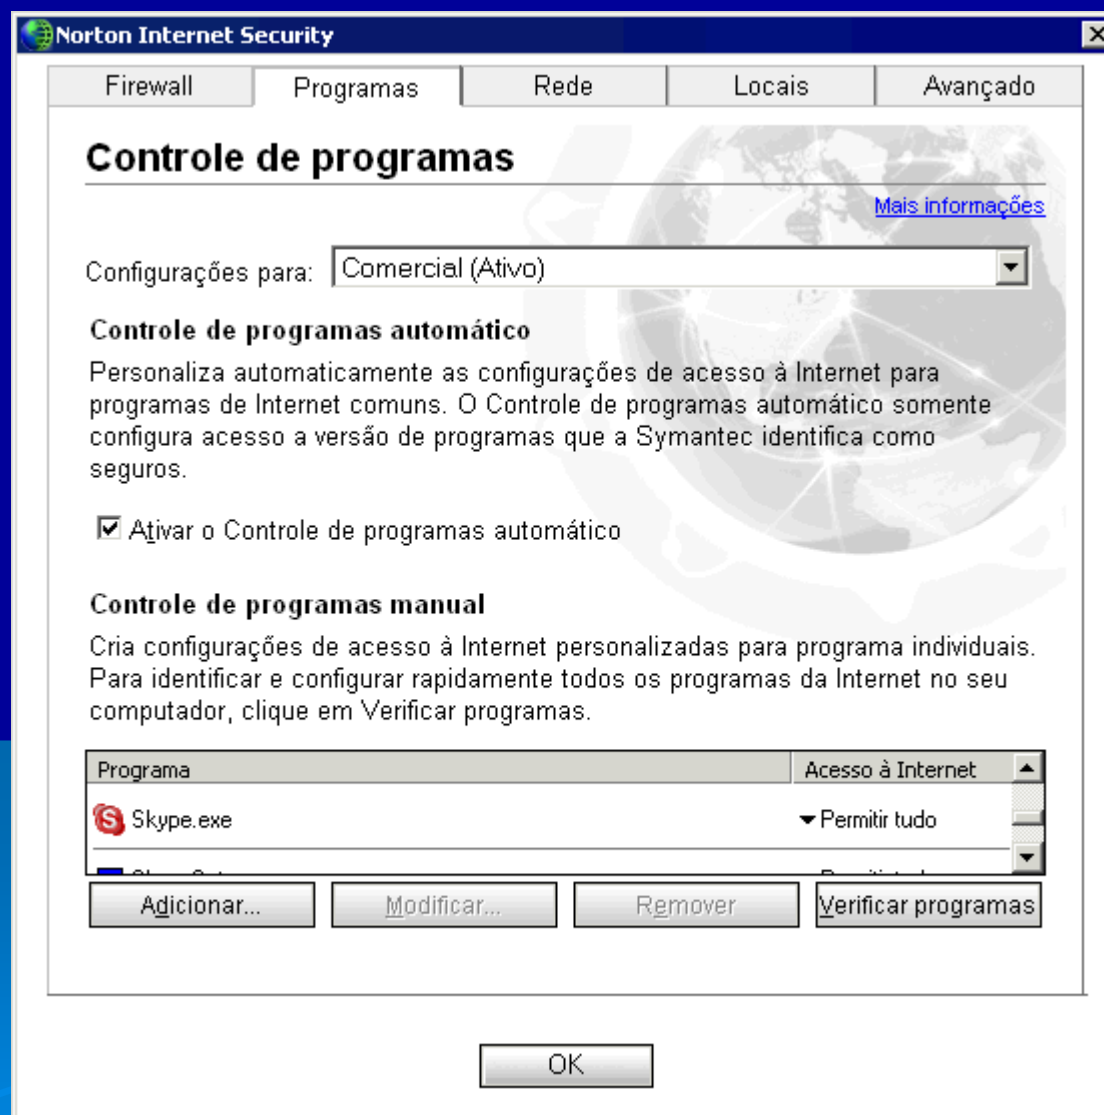 Norton Internet Security
Firewall Programas Rede Locais Avançado
Controle de programas
Mais informações
Configurações para: Comercial (Ativo)
Controle de programas automático
Personaliza automaticamente as configurações de acesso à Internet para
programas de Internet comuns. O Controle de programas automático somente
configura acesso a versão de programas que a Symantec identifica como
seguros.
Ativar o Controle de programas automático
Controle de programas manual
Cria configurações de acesso à Internet personalizadas para programa individuais.
Para identificar e configurar rapidamente todos os programas da Internet no seu
computador, clique em Verificar programas.
Programa Acesso à Internet
Skype.exe Permitir tudo
Adicionar... Modificar... Remover Verificar programas
OK